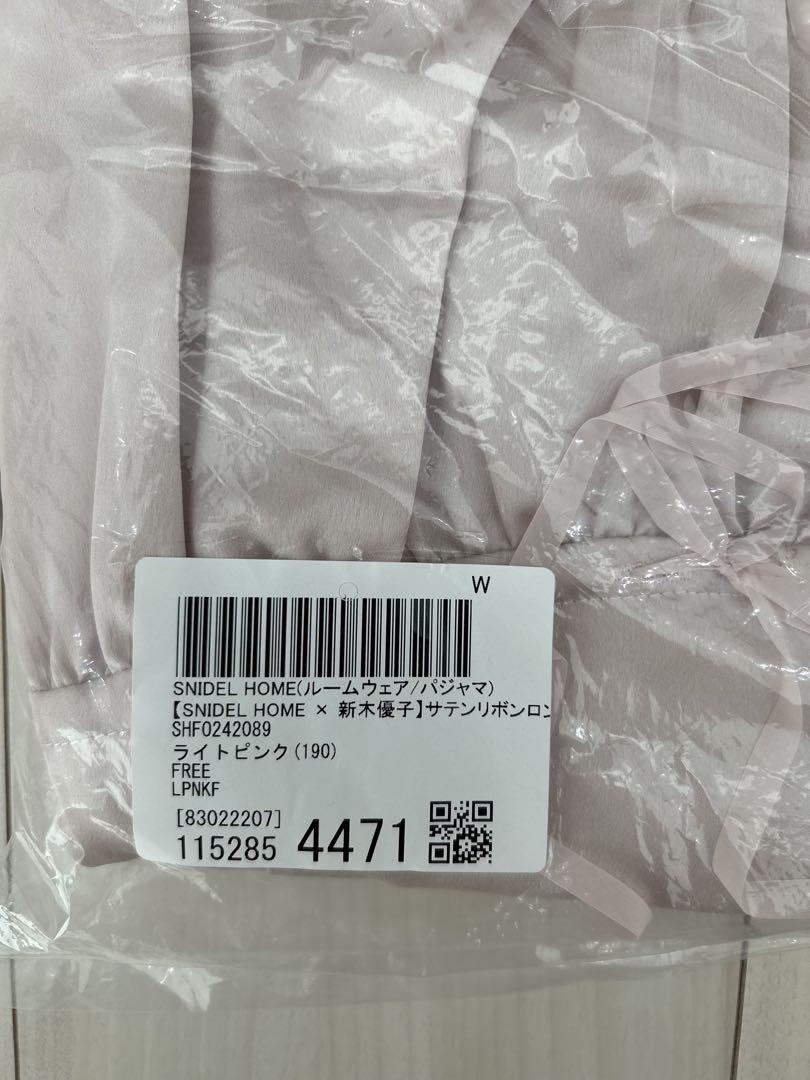 W
SNIDEL HOME(ルームウェア/パジャマ)
【SNIDEL HOME × 新木優子】サテンリボンロン
SHFO242089
ライトピンク(190)
FREE
LPNKF
[83022207]
115285 4471